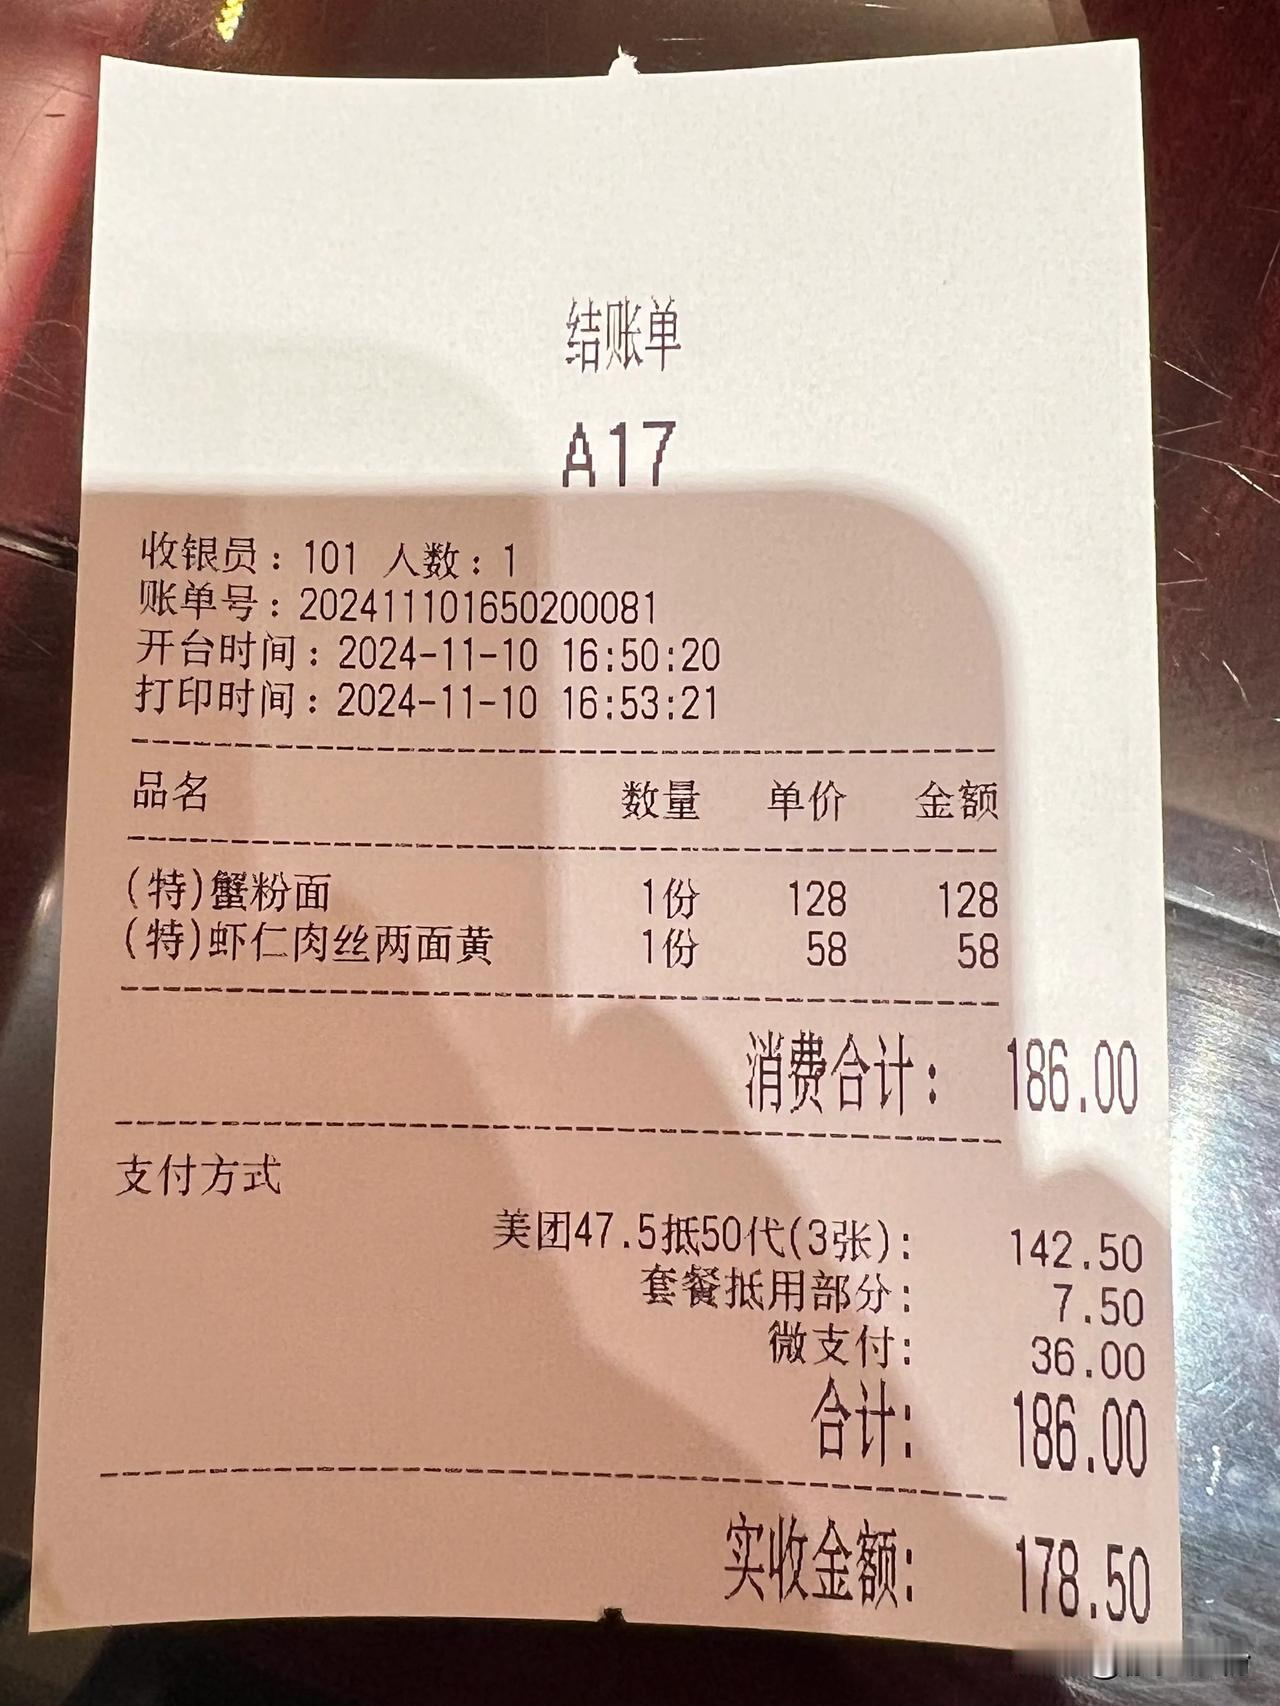 结账单
A17
收银员：101 人数：1
账单号：202411101650200081
开台时间：2024-11-10 16:50:20
打印时间：2024-11-10 16:53:21
品名 数量 单价 金额
(特)蟹粉面 1份 128 128
(特)虾仁肉丝两面黄 1份 58 58
消费合计： 186.00
支付方式
美团47.5抵50代(3张)： 142.50
套餐抵用部分： 7.50
微支付： 36.00
合计： 186.00
实收金额： 178.50